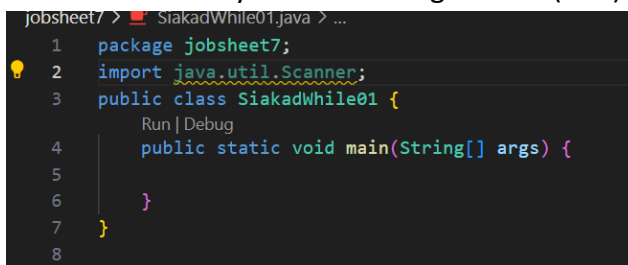 jobsheet7 > SiakadWhile01.java > ...
1 package jobsheet7;
2 import java.util.Scanner;
3 public class SiakadWhile01 {
Run | Debug
4 public static void main(String[] args) {
5
6 }
7 }
8